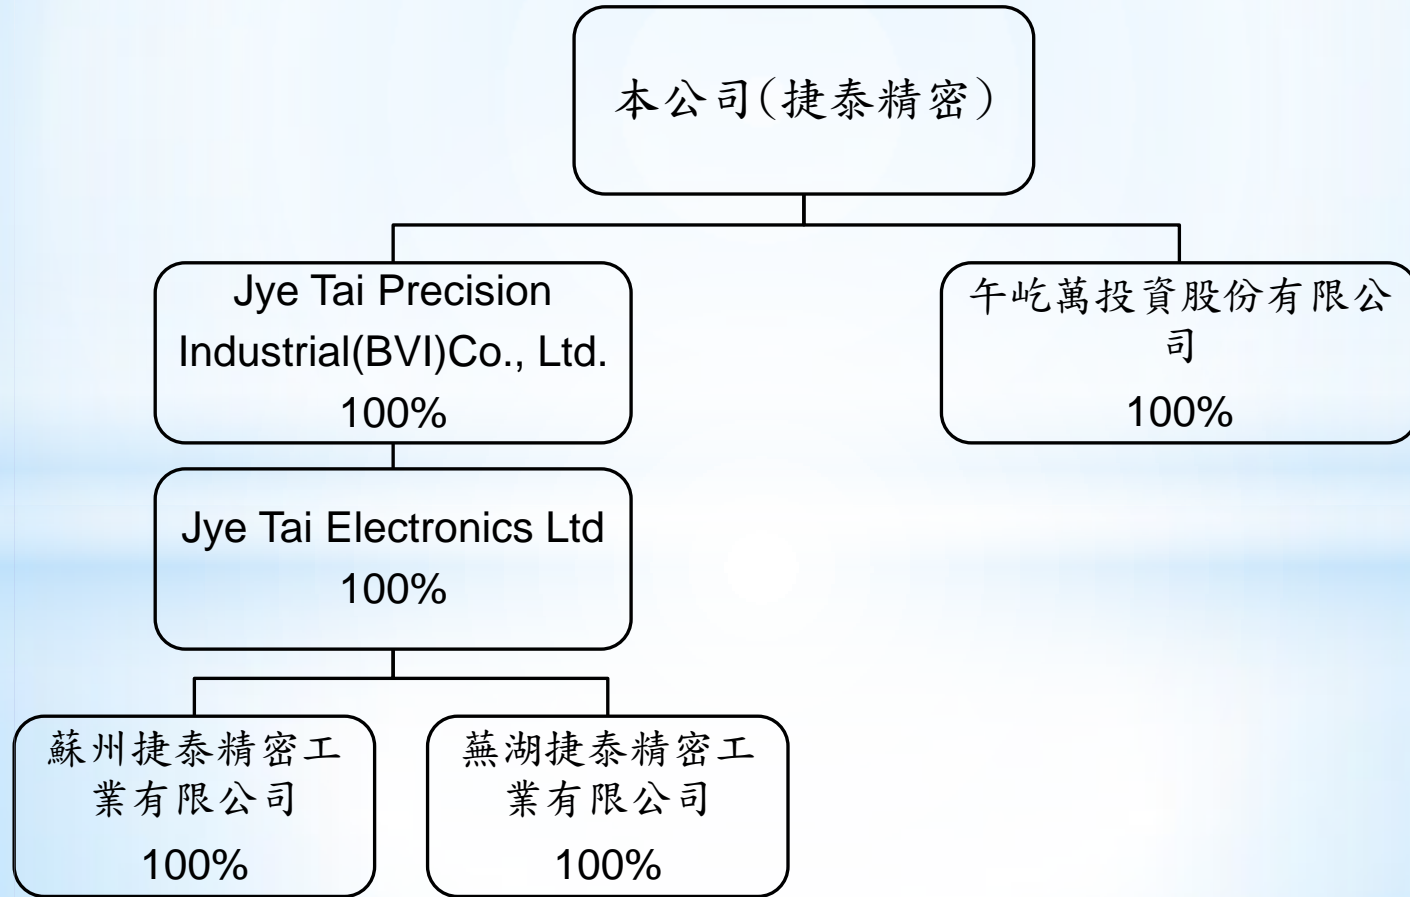 本公司(捷泰精密)
Jye Tai Precision
Industrial(BVI)Co., Ltd.
100%
午屹萬投資股份有限公
司
100%
Jye Tai Electronics Ltd
100%
蘇州捷泰精密工
業有限公司
100%
蕪湖捷泰精密工
業有限公司
100%